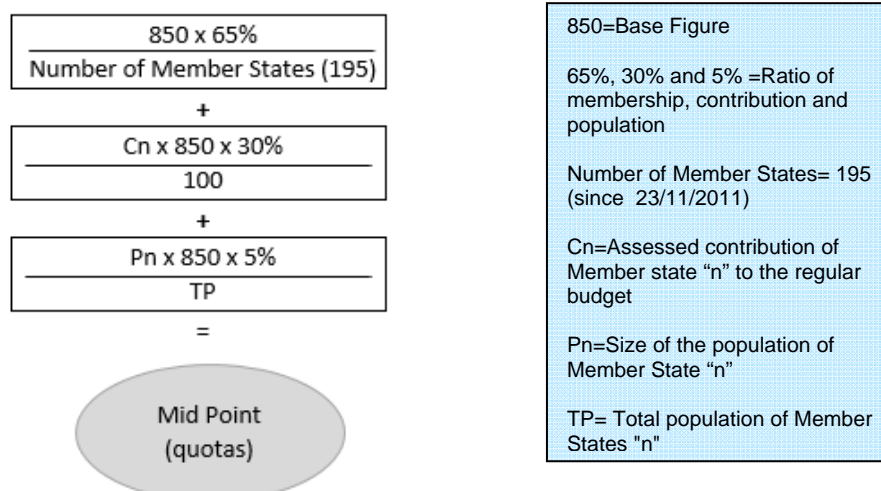 850 x 65%
Number of Member States (195)
+
Cn x 850 x 30%
100
+
Pn x 850 x 5%
TP
=
Mid Point
(quotas)
850=Base Figure
65%, 30% and 5% =Ratio of
membership, contribution and
population
Number of Member States= 195
(since 23/11/2011)
Cn=Assessed contribution of
Member state “n” to the regular
budget
Pn=Size of the population of
Member State “n”
TP= Total population of Member
States "n"